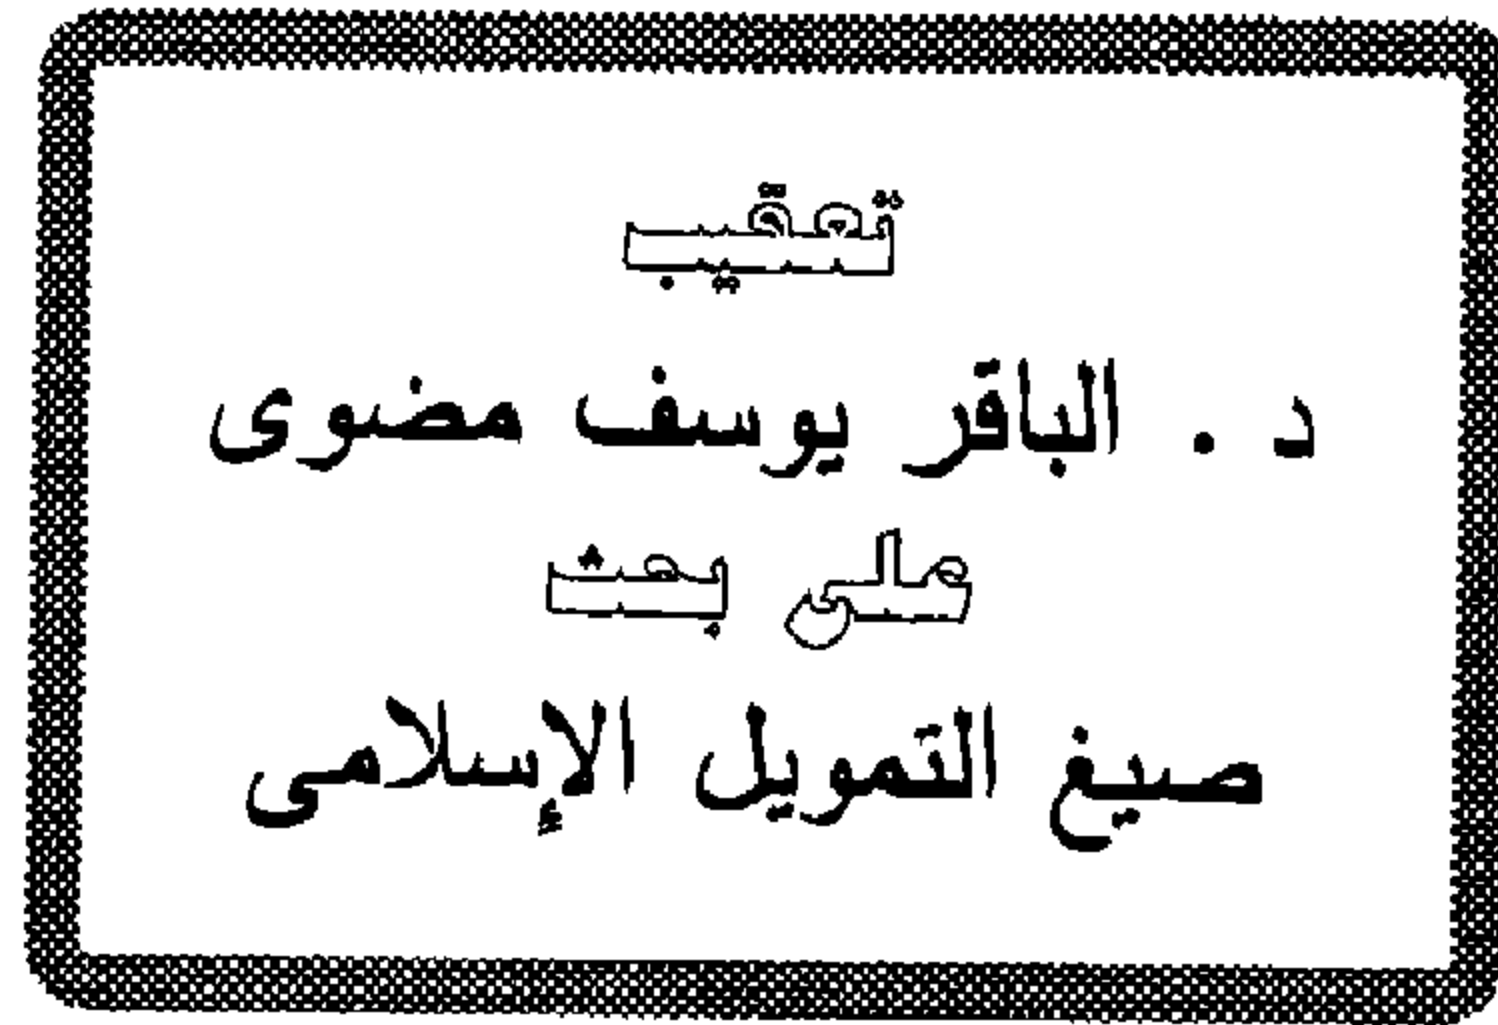 تعقيب
د . الباقر يوسف مضوى
على بحث
صيغ التمويل الإسلامى